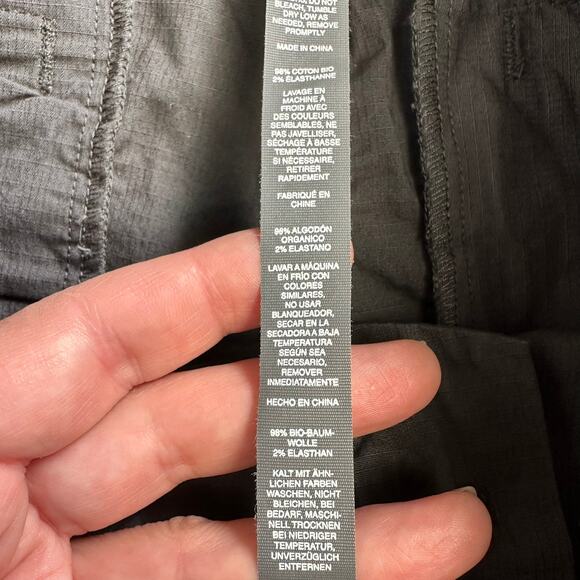 BLEACH, TUMBLE
DRY LOW AS
NEEDED, REMOVE
PROMPTLY
MADE IN CHINA
98% COTON BIO
2% ÉLASTHANNE
LAVAGE EN
MACHINE À
FROID AVEC
DES COULEURS
SEMBLABLES, NE
PAS JAVELLISER,
SÉCHAGE À BASSE
TEMPÉRATURE
SI NÉCESSAIRE,
RETIRER
RAPIDEMENT
FABRIQUÉ EN
CHINE
98% ALGODÓN
ORGANICO
2% ELASTANO
LAVAR A MÁQUINA
EN FRÍO CON
COLORES
SIMILARES,
NO USAR
BLANQUEADOR,
SECAR EN LA
SECADORA A BAJA
TEMPERATURA
SEGÚN SEA
NECESARIO,
REMOVER
INMEDIATAMENTE
HECHO EN CHINA
98% BIO-BAUM-
WOLLE
2% ELASTHAN
KALT MIT ÄHN-
LICHEN FARBEN
WASCHEN, NICHT
BLEICHEN, BEI
BEDARF, MASCHI-
NELL TROCKNEN
BEI NIEDRIGER
TEMPERATUR,
UNVERZÜGLICH
ENTFERNEN